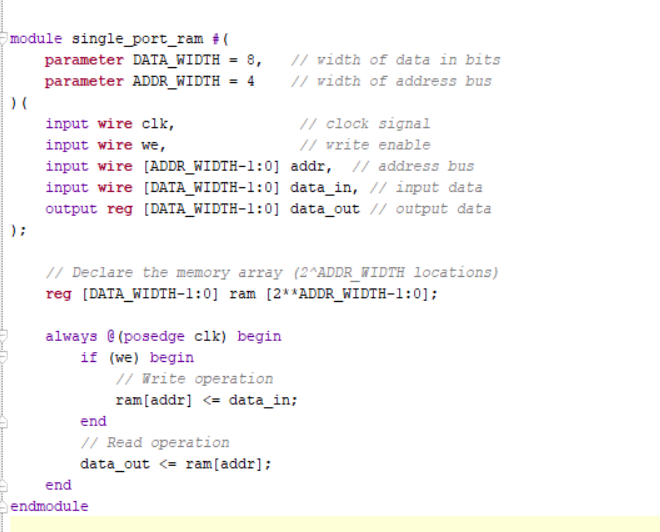 module single_port_ram #(
    parameter DATA_WIDTH = 8,   // width of data in bits
    parameter ADDR_WIDTH = 4    // width of address bus
)(
    input wire clk,              // clock signal
    input wire we,               // write enable
    input wire [ADDR_WIDTH-1:0] addr,  // address bus
    input wire [DATA_WIDTH-1:0] data_in, // input data
    output reg [DATA_WIDTH-1:0] data_out // output data
);
    // Declare the memory array (2^ADDR_WIDTH locations)
    reg [DATA_WIDTH-1:0] ram [2**ADDR_WIDTH-1:0];
    always @(posedge clk) begin
        if (we) begin
            // Write operation
            ram[addr] <= data_in;
        end
        // Read operation
        data_out <= ram[addr];
    end
endmodule